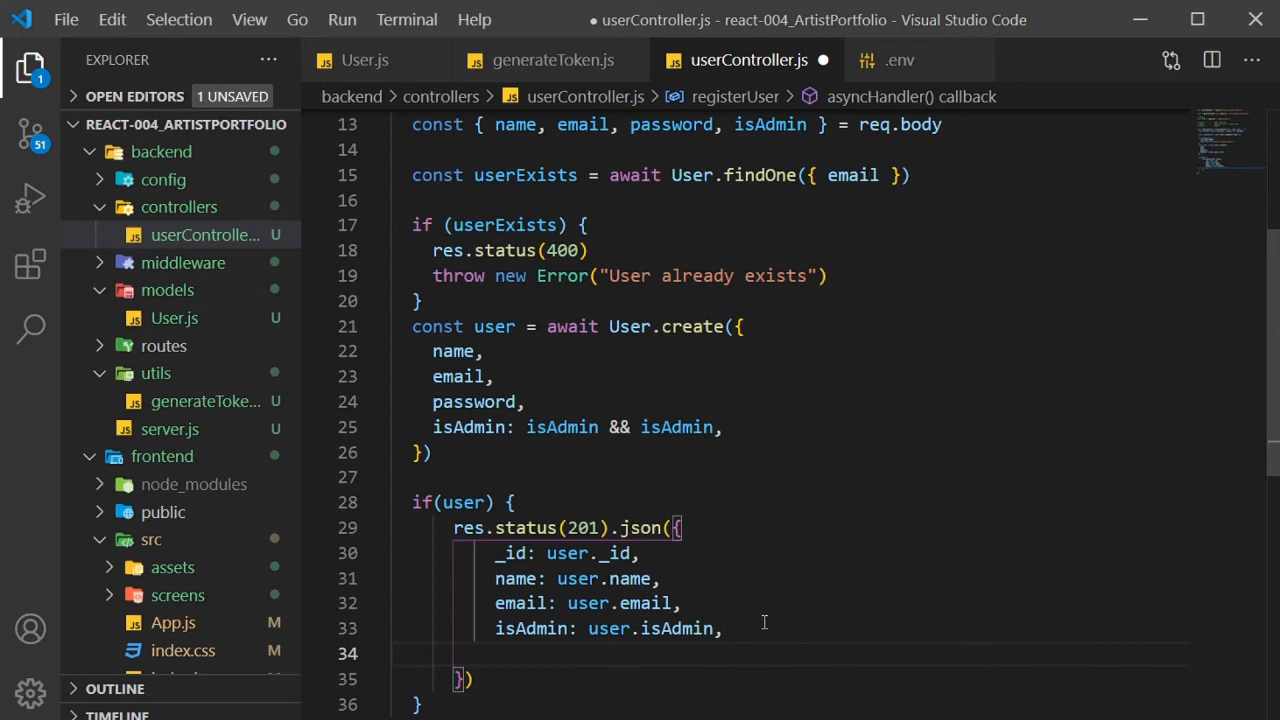 File Edit Selection View Go Run Terminal Help
● userController.js - react-004_ArtistPortfolio - Visual Studio Code
EXPLORER
OPEN EDITORS 1 UNSAVED
REACT-004_ARTISTPORTFOLIO
backend
config
controllers
userControlle... U
middleware
models
User.js U
routes
utils
generateToke... U
server.js U
frontend
node_modules
public
src
assets
screens
App.js M
index.css M
OUTLINE
TIMELINE
1
51
User.js generateToken.js userController.js ● .env
backend > controllers > userController.js > registerUser > asyncHandler() callback
13 const { name, email, password, isAdmin } = req.body
14
15 const userExists = await User.findOne({ email })
16
17 if (userExists) {
18 res.status(400)
19 throw new Error("User already exists")
20 }
21 const user = await User.create({
22 name,
23 email,
24 password,
25 isAdmin: isAdmin && isAdmin,
26 })
27
28 if(user) {
29 res.status(201).json({
30 _id: user._id,
31 name: user.name,
32 email: user.email,
33 isAdmin: user.isAdmin,
34
35 })
36 }